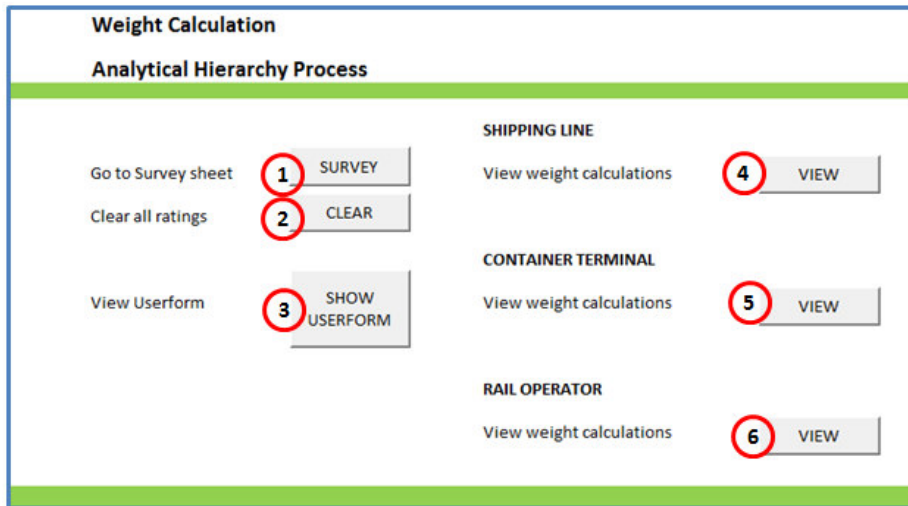 Weight Calculation
Analytical Hierarchy Process
Go to Survey sheet 1 SURVEY
Clear all ratings 2 CLEAR
View Userform 3 SHOW
USERFORM
SHIPPING LINE
View weight calculations 4 VIEW
CONTAINER TERMINAL
View weight calculations 5 VIEW
RAIL OPERATOR
View weight calculations 6 VIEW